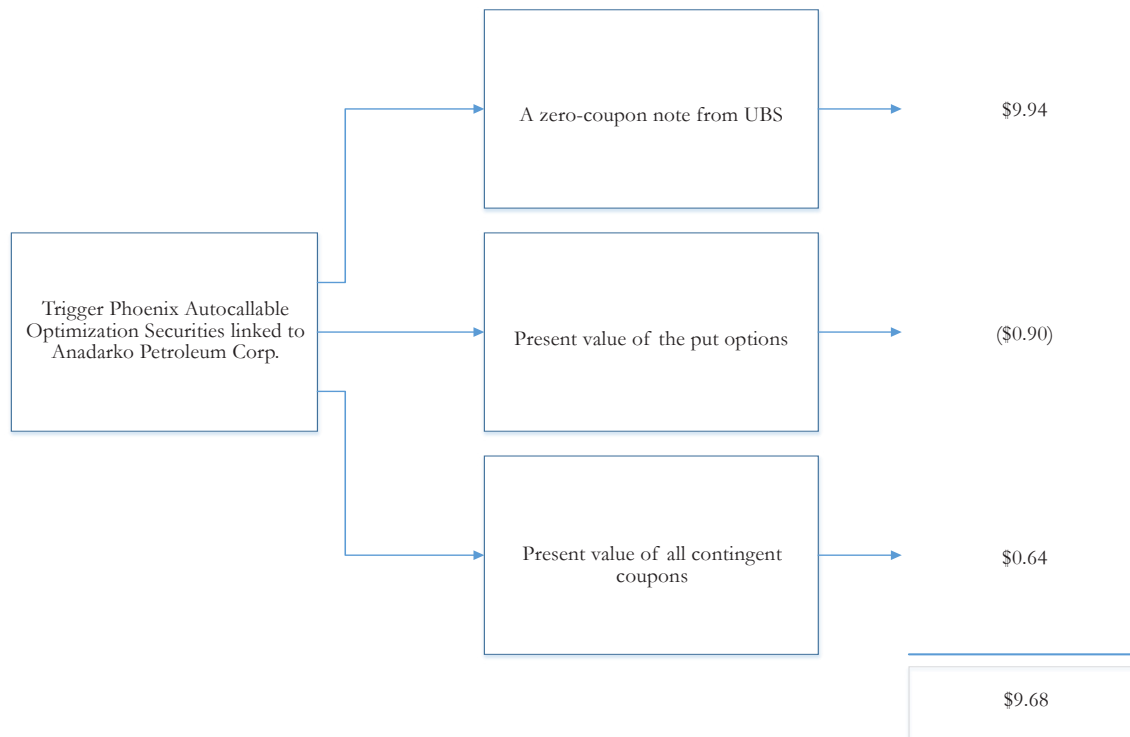 A zero-coupon note from UBS
$9.94
Trigger Phoenix Autocallable
Optimization Securities linked to
Anadarko Petroleum Corp.
Present value of the put options
($0.90)
Present value of all contingent
coupons
$0.64
$9.68